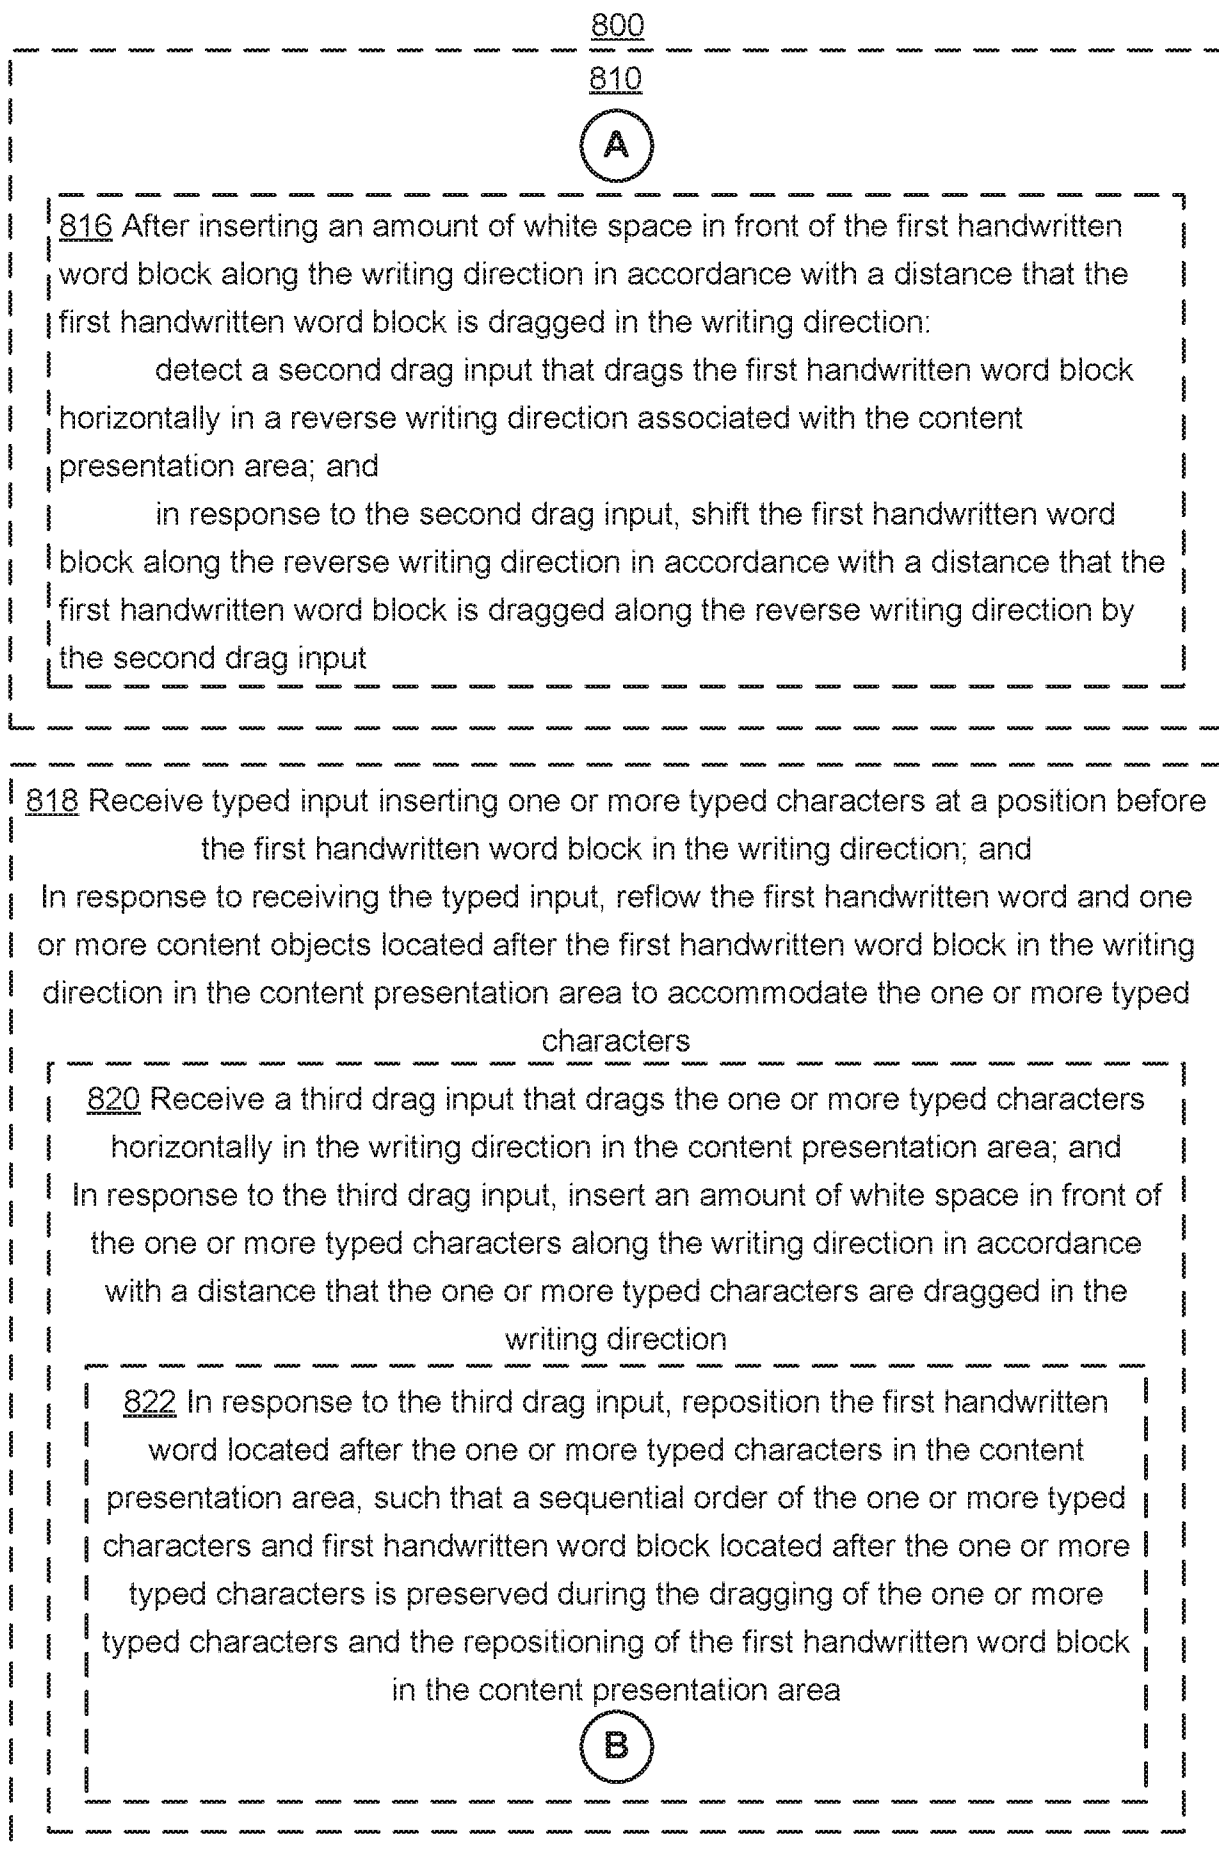 800
810
A
816 After inserting an amount of white space in front of the first handwritten
word block along the writing direction in accordance with a distance that the
first handwritten word block is dragged in the writing direction:
detect a second drag input that drags the first handwritten word block
horizontally in a reverse writing direction associated with the content
presentation area; and
in response to the second drag input, shift the first handwritten word
block along the reverse writing direction in accordance with a distance that the
first handwritten word block is dragged along the reverse writing direction by
the second drag input
818 Receive typed input inserting one or more typed characters at a position before
the first handwritten word block in the writing direction; and
In response to receiving the typed input, reflow the first handwritten word and one
or more content objects located after the first handwritten word block in the writing
direction in the content presentation area to accommodate the one or more typed
characters
820 Receive a third drag input that drags the one or more typed characters
horizontally in the writing direction in the content presentation area; and
In response to the third drag input, insert an amount of white space in front of
the one or more typed characters along the writing direction in accordance
with a distance that the one or more typed characters are dragged in the
writing direction
822 In response to the third drag input, reposition the first handwritten
word located after the one or more typed characters in the content
presentation area, such that a sequential order of the one or more typed
characters and first handwritten word block located after the one or more
typed characters is preserved during the dragging of the one or more
typed characters and the repositioning of the first handwritten word block
in the content presentation area
B